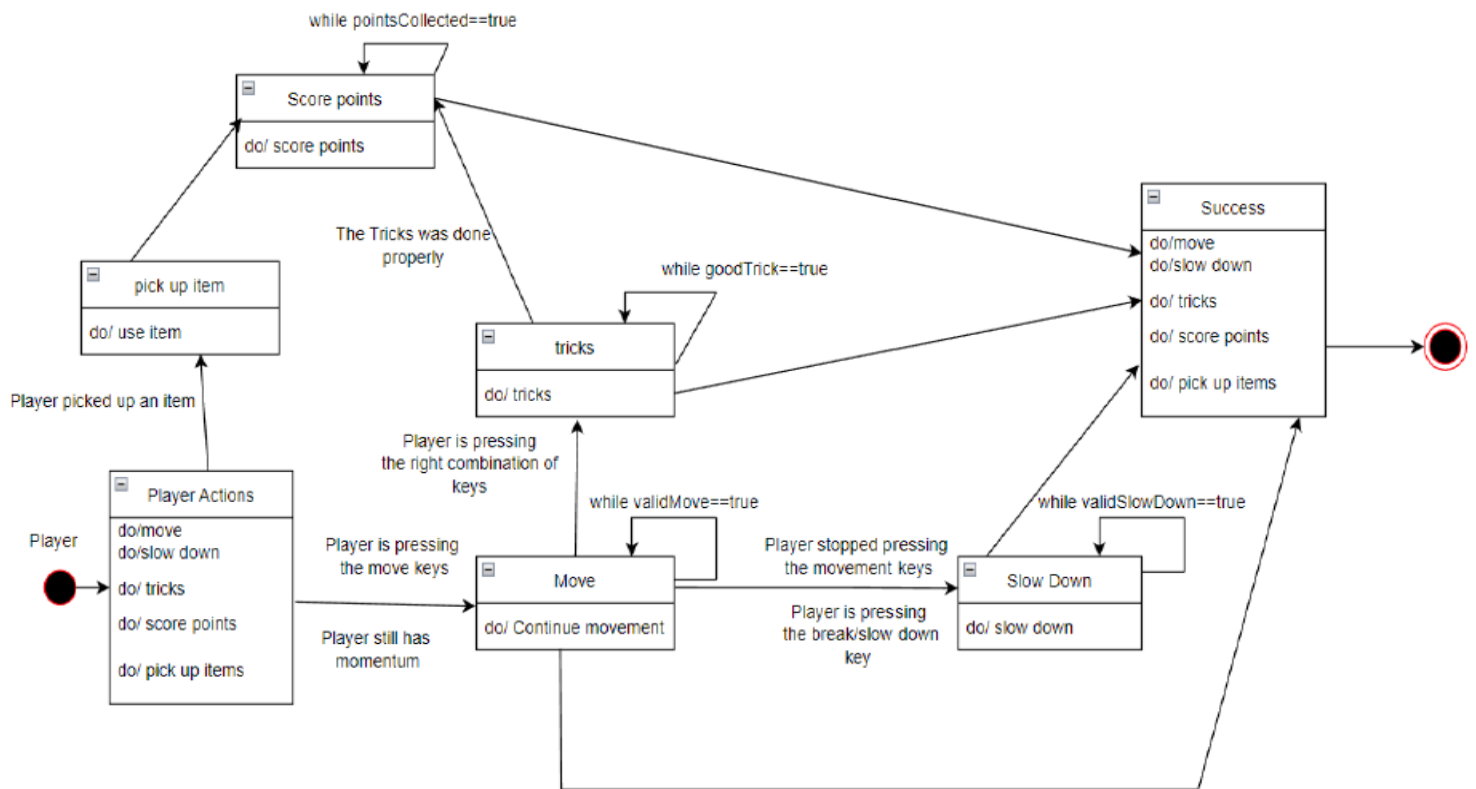 while pointsCollected==true
Score points
do/ score points
The Tricks was done
properly
while goodTrick==true
Success
do/move
do/slow down
do/ tricks
do/ score points
do/ pick up items
pick up item
do/ use item
tricks
do/ tricks
Player picked up an item
Player is pressing
the right combination of
keys
Player Actions
do/move
do/slow down
do/ tricks
do/ score points
do/ pick up items
Player
Player is pressing
the move keys
Player still has
momentum
while validMove==true
Move
do/ Continue movement
Player stopped pressing
the movement keys
Player is pressing
the break/slow down
key
while validSlowDown==true
Slow Down
do/ slow down